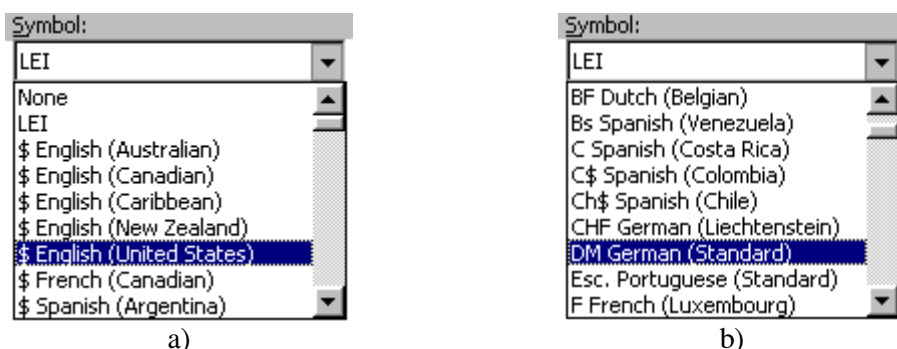 Symbol:
LEI
None
LEI
$ English (Australian)
$ English (Canadian)
$ English (Caribbean)
$ English (New Zealand)
$ English (United States)
$ French (Canadian)
$ Spanish (Argentina)
a)
Symbol:
LEI
BF Dutch (Belgian)
Bs Spanish (Venezuela)
C Spanish (Costa Rica)
C$ Spanish (Colombia)
Ch$ Spanish (Chile)
CHF German (Liechtenstein)
DM German (Standard)
Esc. Portuguese (Standard)
F French (Luxembourg)
b)